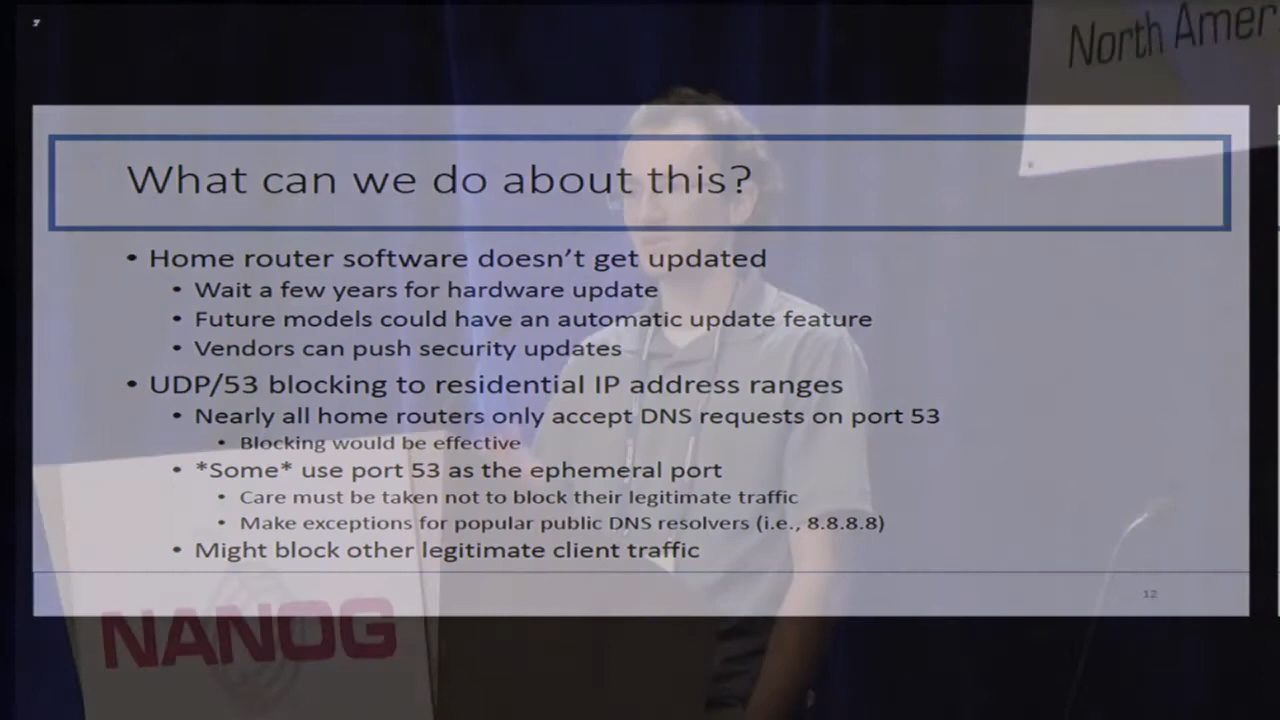 North Amer
What can we do about this?
• Home router software doesn't get updated
• Wait a few years for hardware update
• Future models could have an automatic update feature
• Vendors can push security updates
• UDP/53 blocking to residential IP address ranges
• Nearly all home routers only accept DNS requests on port 53
• Blocking would be effective
• *Some* use port 53 as the ephemeral port
• Care must be taken not to block their legitimate traffic
• Make exceptions for popular public DNS resolvers (i.e., 8.8.8.8)
• Might block other legitimate client traffic
12
NANOG